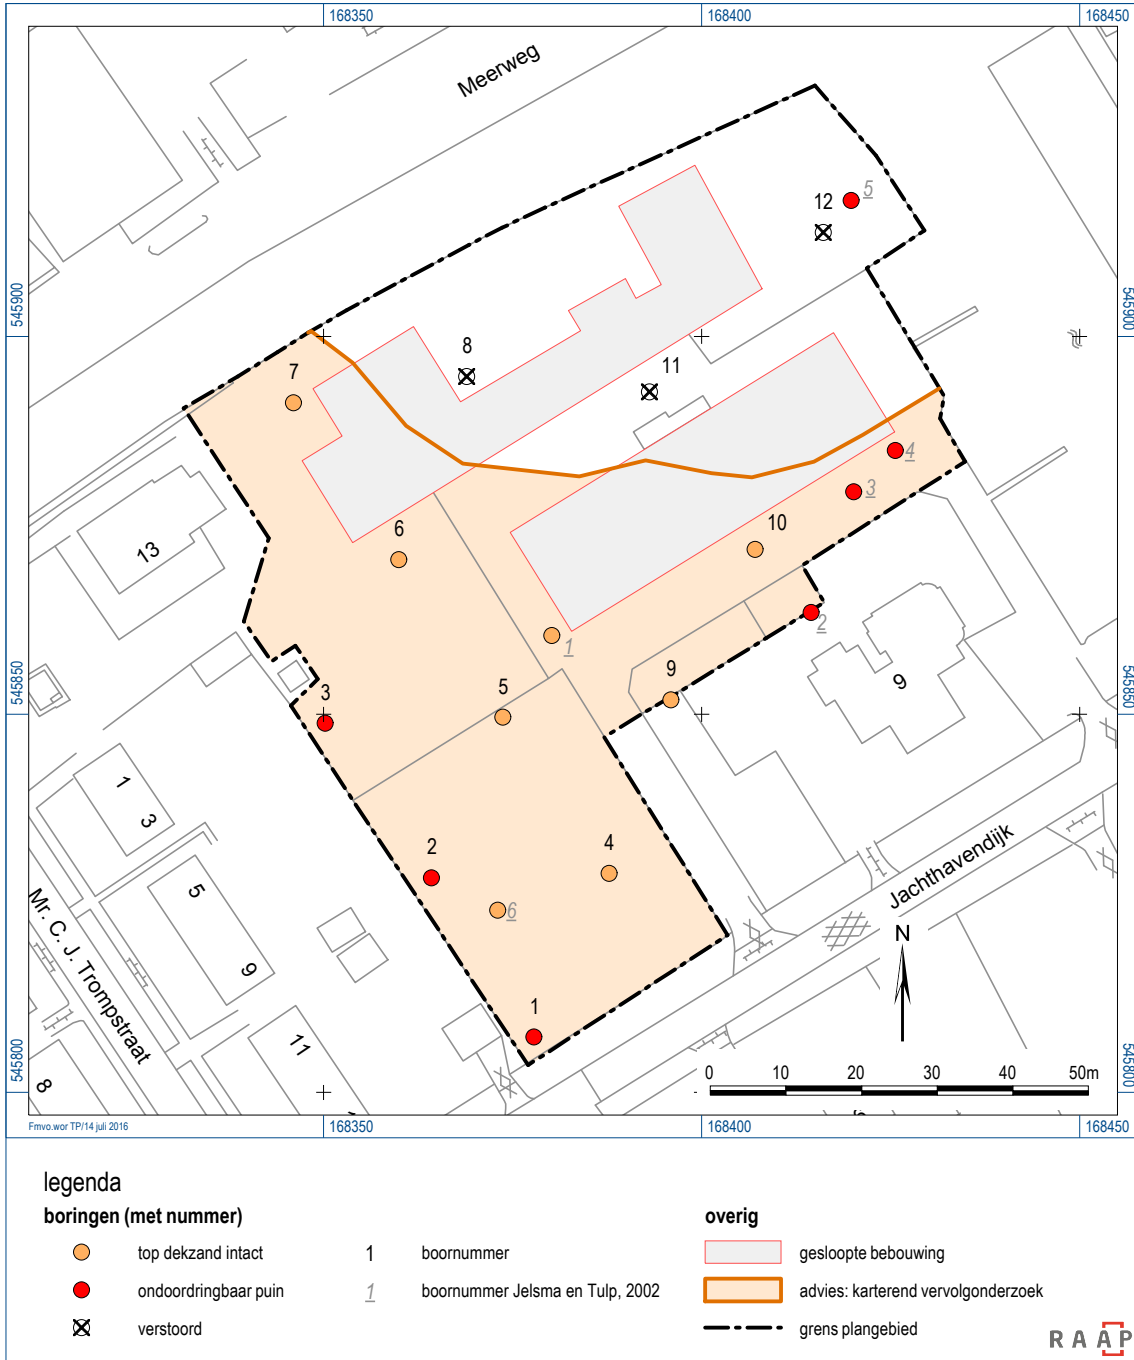 168350
168400
168450
Meerweg
12
5
545900
545900
8
11
7
4
3
10
6
13
1
2
9
9
5
3
545850
545850
1
3
2
4
Jachthavendijk
5
6
9
Mr. C. J. Trompstraat
N
1
11
8
545800
545800
0
10
20
30
40
50m
Fmvo.wor TP/14 juli 2016
168350
168400
168450
legenda
boringen (met nummer)
overig
top dekzand intact
1
boornummer
gesloopte bebouwing
ondoordringbaar puin
1
boornummer Jelsma en Tulp, 2002
advies: karterend vervolgonderzoek
verstoord
grens plangebied
RAAP